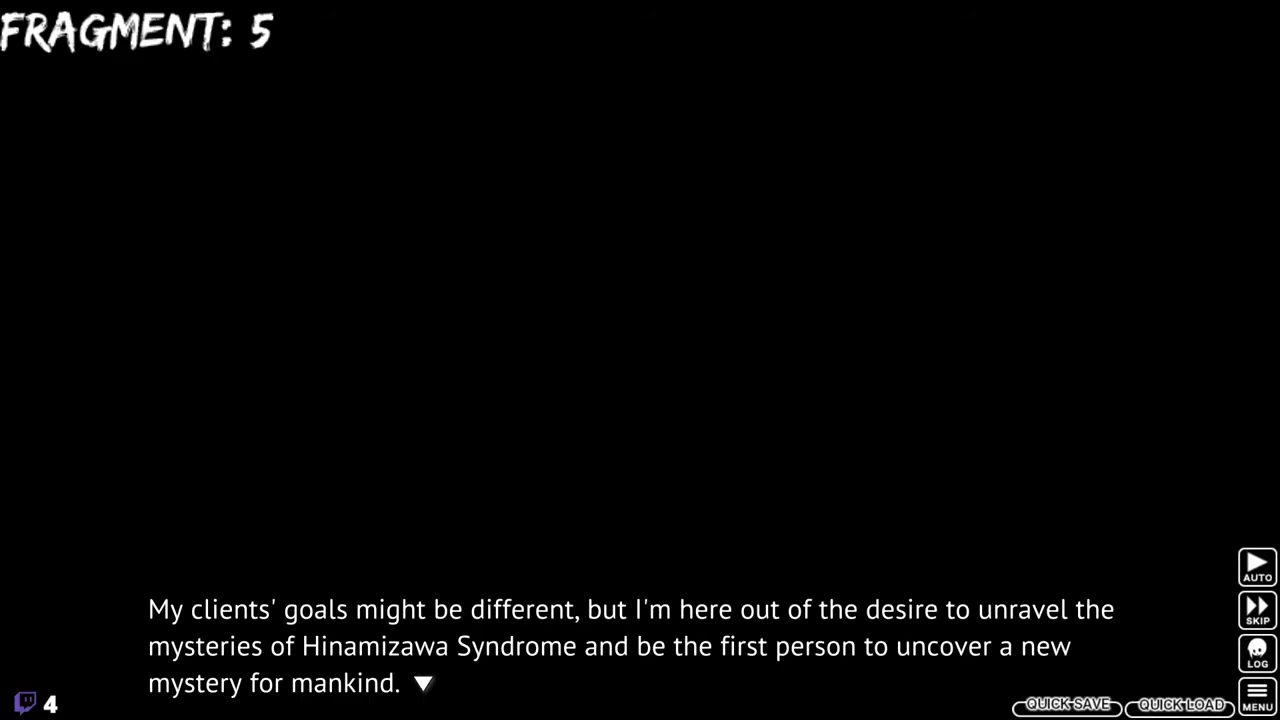 FRAGMENT: 5
My clients' goals might be different, but I'm here out of the desire to unravel the
mysteries of Hinamizawa Syndrome and be the first person to uncover a new
mystery for mankind.
AUTO
SKIP
LOG
MENU
QUICK SAVE
QUICK LOAD
4